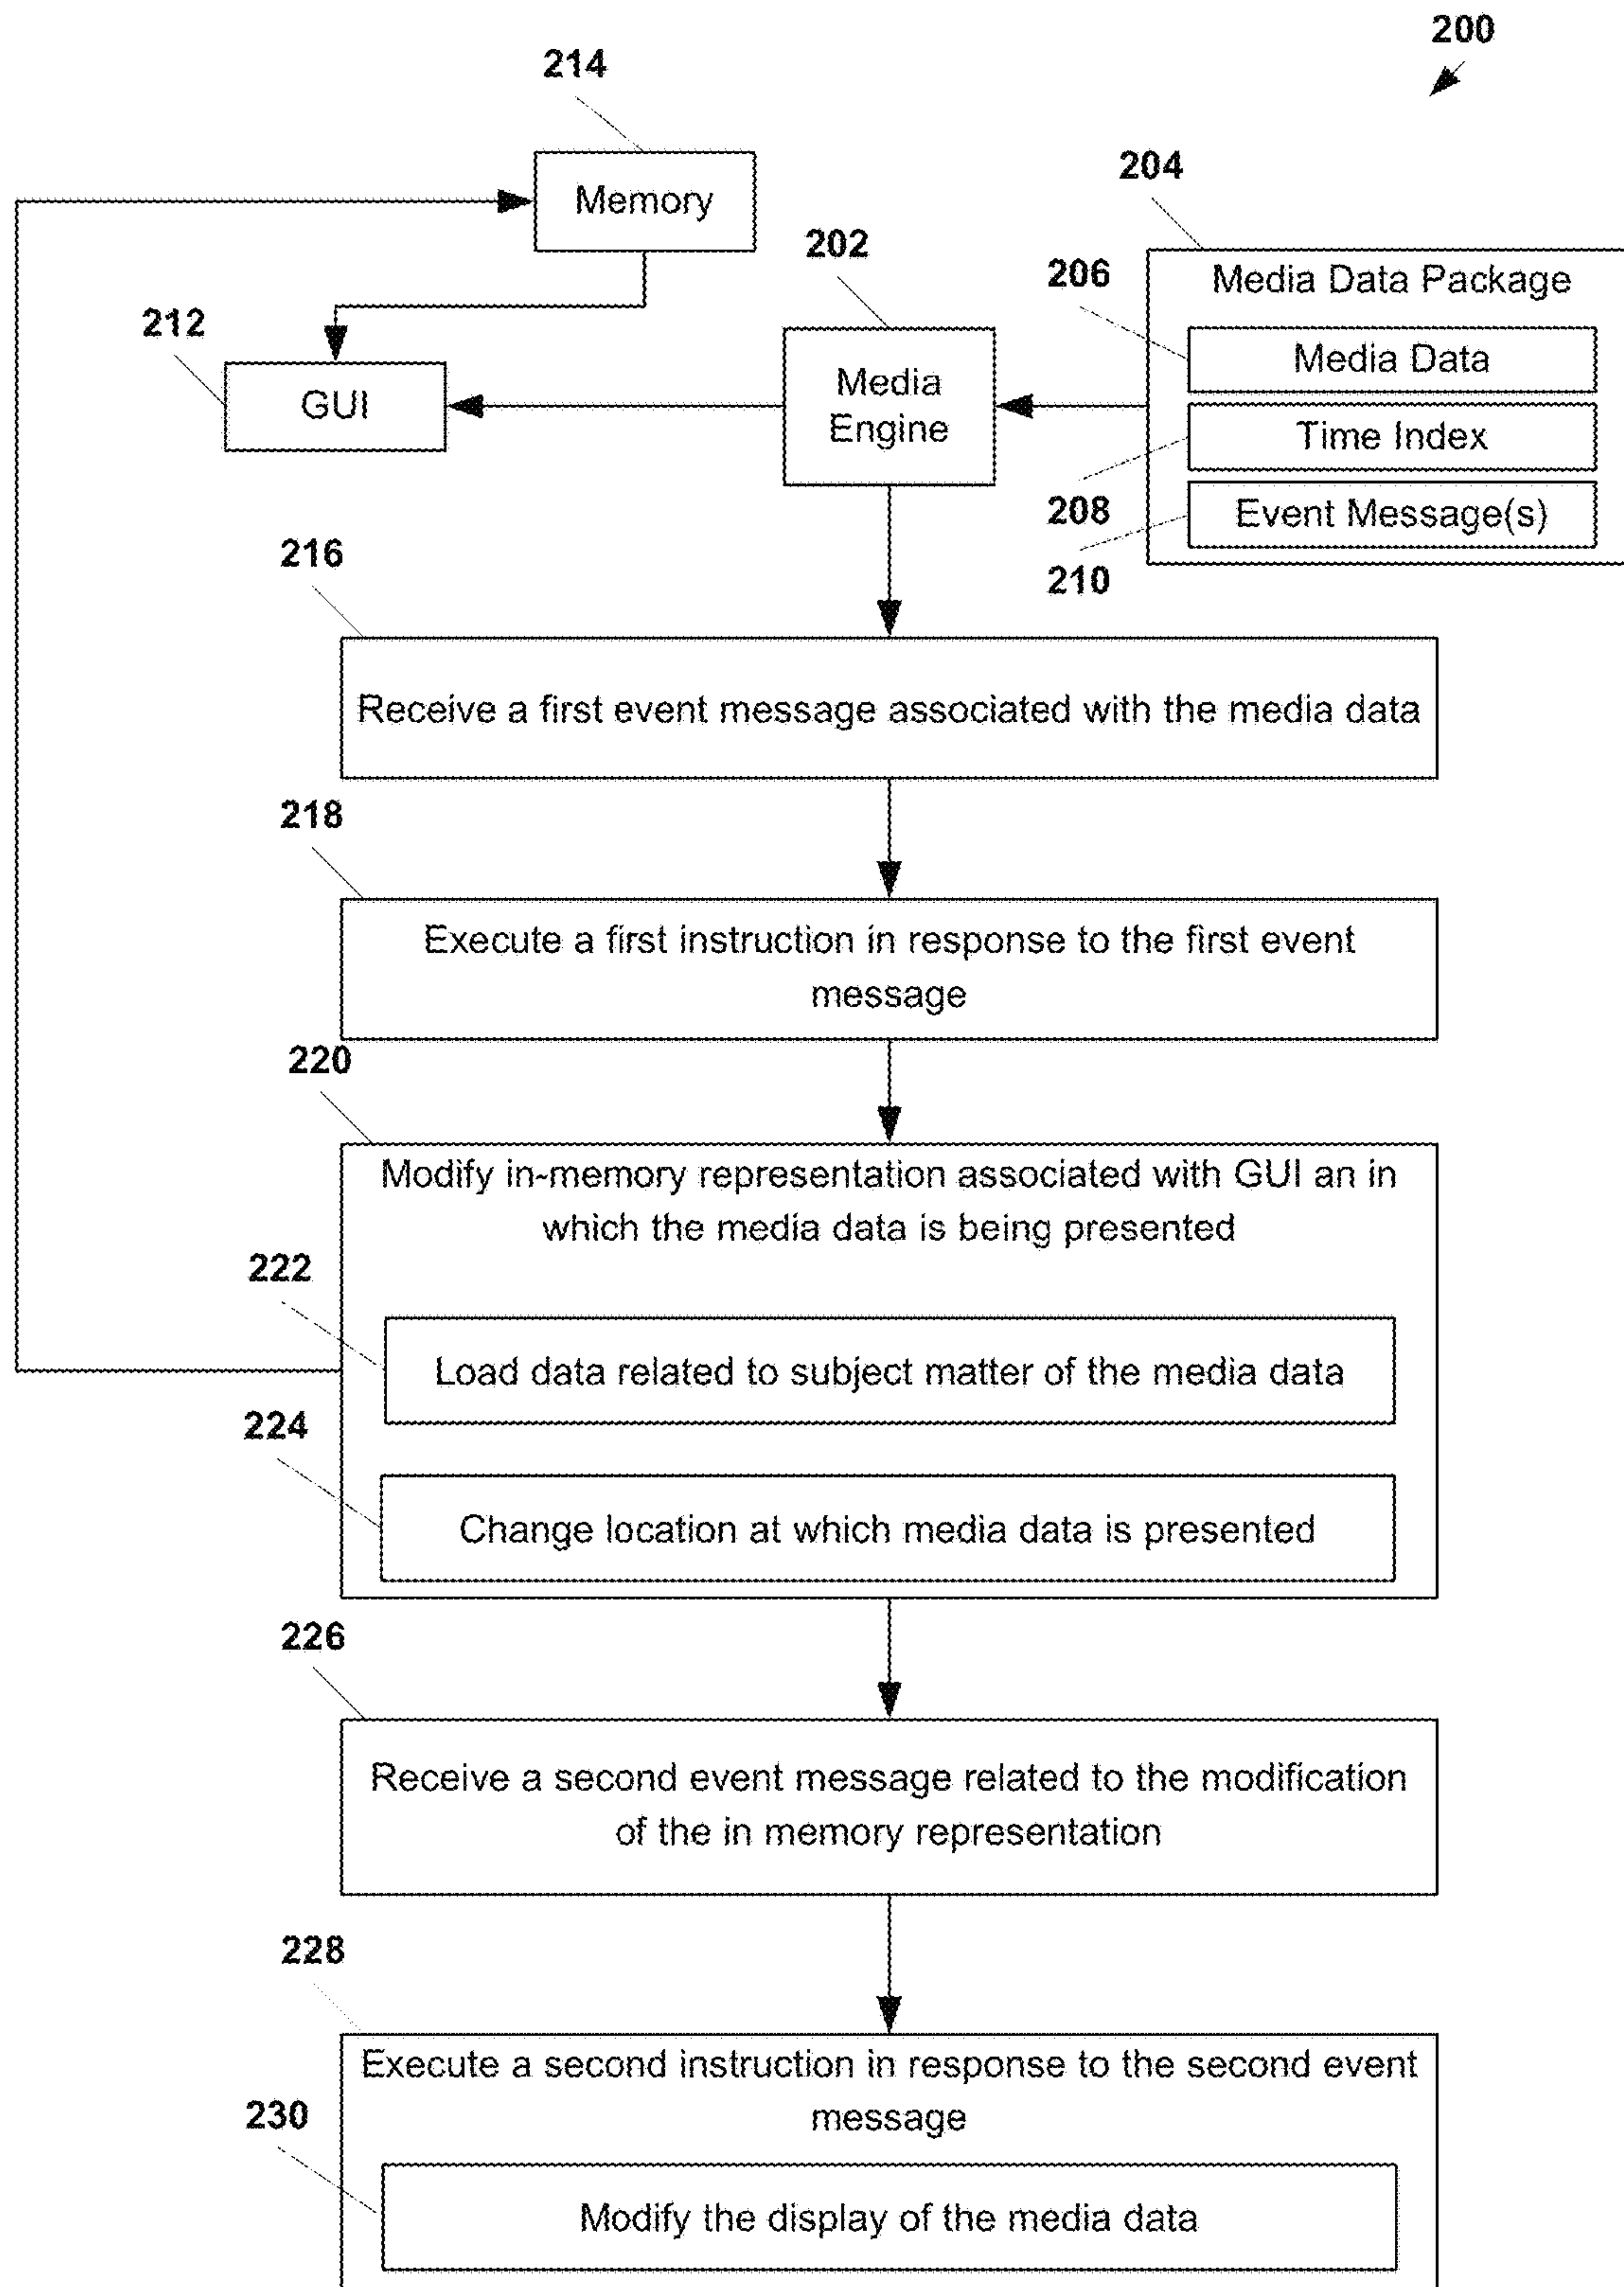 200
214
Memory
204
202
206
Media Data Package
212
Media Data
Media
Engine
GUI
Time Index
208
Event Message(s)
216
210
Receive a first event message associated with the media data
218
Execute a first instruction in response to the first event
message
220
Modify in-memory representation associated with GUI an in
which the media data is being presented
222
Load data related to subject matter of the media data
224
Change location at which media data is presented
226
Receive a second event message related to the modification
of the in memory representation
228
Execute a second instruction in response to the second event
message
230
Modify the display of the media data